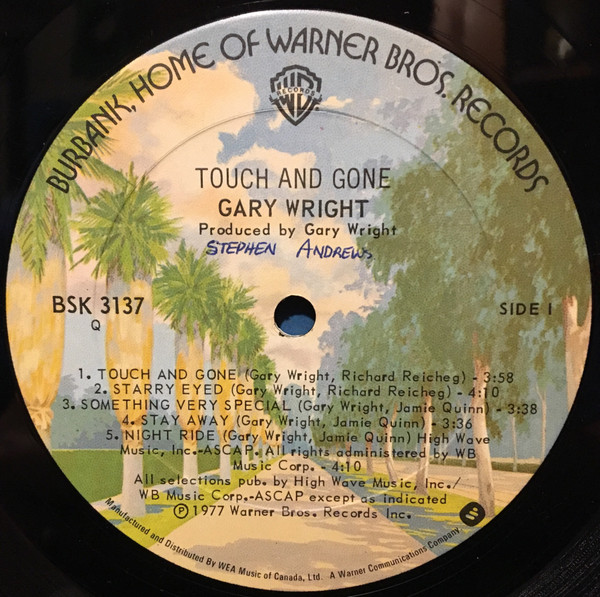 BURBANK, HOME OF WARNER BROS. RECORDS
WB
RECORDS
TOUCH AND GONE
GARY WRIGHT
Produced by Gary Wright
STEPHEN ANDREWS
BSK 3137
Q
SIDE 1
1. TOUCH AND GONE (Gary Wright, Richard Reicheg) - 3:58
2. STARRY EYED (Gary Wright, Richard Reicheg) - 4:10
3. SOMETHING VERY SPECIAL (Gary Wright, Jamie Quinn) - 3:38
4. STAY AWAY (Gary Wright, Jamie Quinn) - 3:36
5. NIGHT RIDE (Gary Wright, Jamie Quinn) High Wave
Music, Inc.-ASCAP. All rights administered by WB
Music Corp. - 4:10
All selections pub. by High Wave Music, Inc./
WB Music Corp.-ASCAP except as indicated
℗ 1977 Warner Bros. Records Inc.
Manufactured and Distributed By WEA Music of Canada, Ltd. A Warner Communications Company